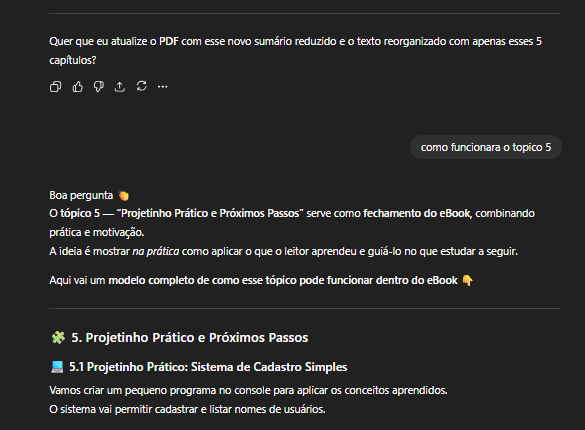 Quer que eu atualize o PDF com esse novo sumário reduzido e o texto reorganizado com apenas esses 5
capítulos?
como funcionara o topico 5
Boa pergunta 👏
O tópico 5 — “Projetinho Prático e Próximos Passos” serve como fechamento do eBook, combinando
prática e motivação.
A ideia é mostrar na prática como aplicar o que o leitor aprendeu e guiá-lo no que estudar a seguir.
Aqui vai um modelo completo de como esse tópico pode funcionar dentro do eBook 👇
🧩 5. Projetinho Prático e Próximos Passos
💻 5.1 Projetinho Prático: Sistema de Cadastro Simples
Vamos criar um pequeno programa no console para aplicar os conceitos aprendidos.
O sistema vai permitir cadastrar e listar nomes de usuários.